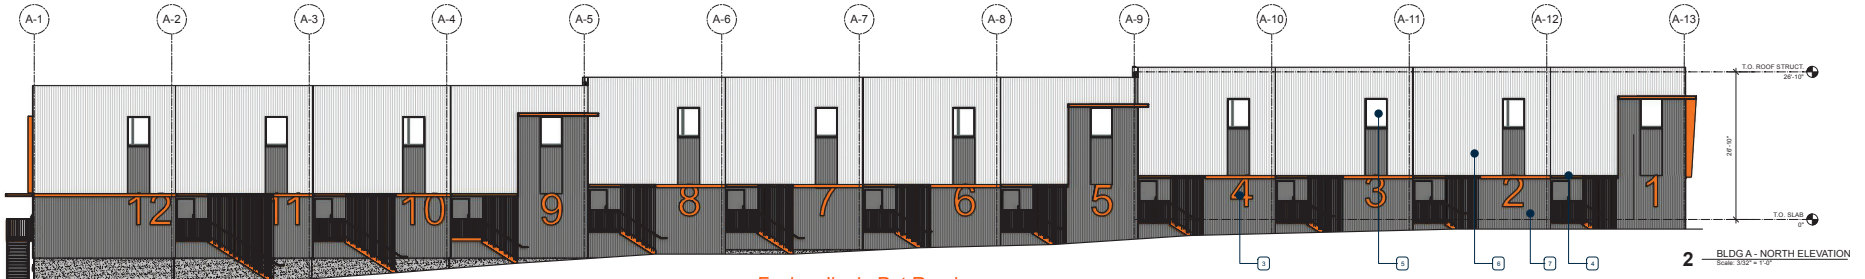 A-1 A-2 A-3 A-4 A-5 A-6 A-7 A-8 A-9 A-10 A-11 A-12 A-13
T.O. ROOF STRUCT.
26'-10"
26'-10"
12 11 10 9 8 7 6 5 4 3 2 1
T.O. SLAB
0"
3 5 6 7 4
2 BLDG A - NORTH ELEVATION
Scale: 3/32" = 1'-0"